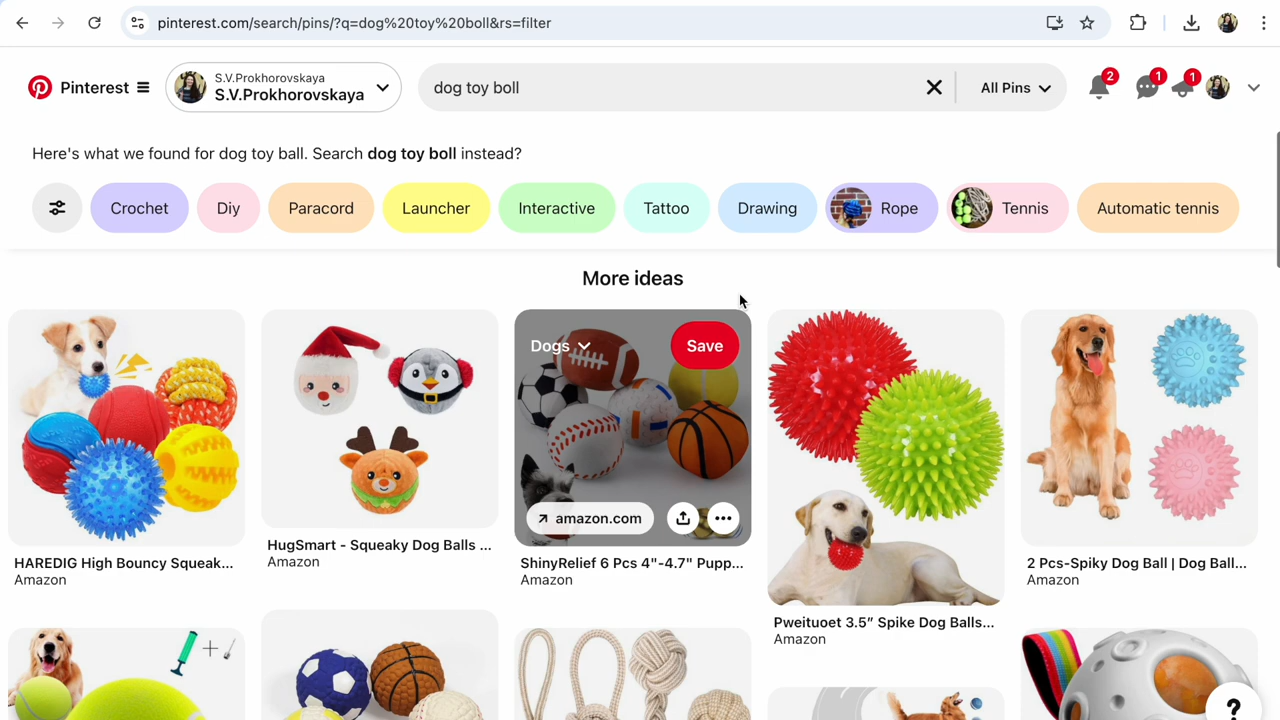 pinterest.com/search/pins/?q=dog%20toy%20boll&rs=filter
Pinterest
S.V.Prokhorovskaya
S.V.Prokhorovskaya
dog toy boll
All Pins
2
1
1
Here's what we found for dog toy ball. Search dog toy boll instead?
Crochet
Diy
Paracord
Launcher
Interactive
Tattoo
Drawing
Rope
Tennis
Automatic tennis
More ideas
Dogs
Save
amazon.com
HAREDIG High Bouncy Squeak...
Amazon
HugSmart - Squeaky Dog Balls ...
Amazon
ShinyRelief 6 Pcs 4"-4.7" Pupp...
Amazon
Pweituoet 3.5” Spike Dog Balls...
Amazon
2 Pcs-Spiky Dog Ball | Dog Ball...
Amazon
?